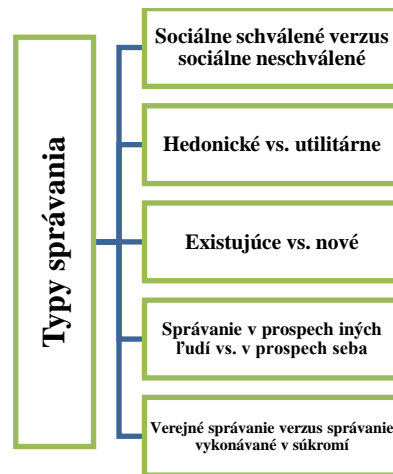 Typy správania
Sociálne schválené verzus
sociálne neschválené
Hedonické vs. utilitárne
Existujúce vs. nové
Správanie v prospech iných
ľudí vs. v prospech seba
Verejné správanie verzus správanie
vykonávané v súkromí